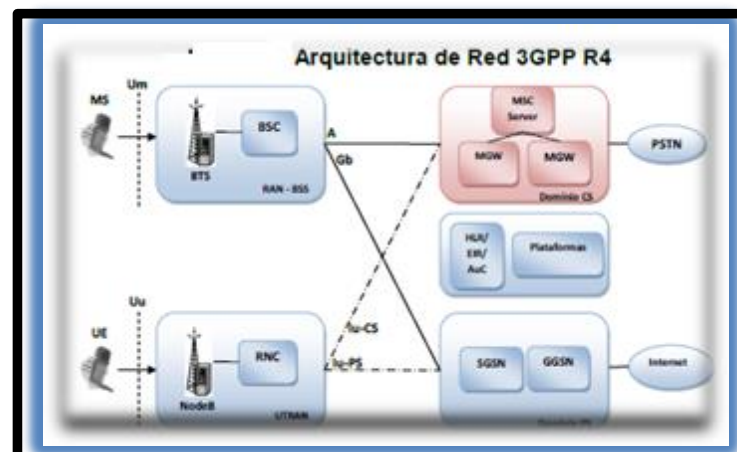 Arquitectura de Red 3GPP R4
MS
Um
BTS
BSC
RAN - BSS
A
Gb
MSC
Server
MGW
MGW
Dominio CS
PSTN
EIR/
AuC
Plataformas
UE
Uu
NodeB
RNC
UTRAN
Iu-CS
Iu-PS
SGSN
GGSN
Internet